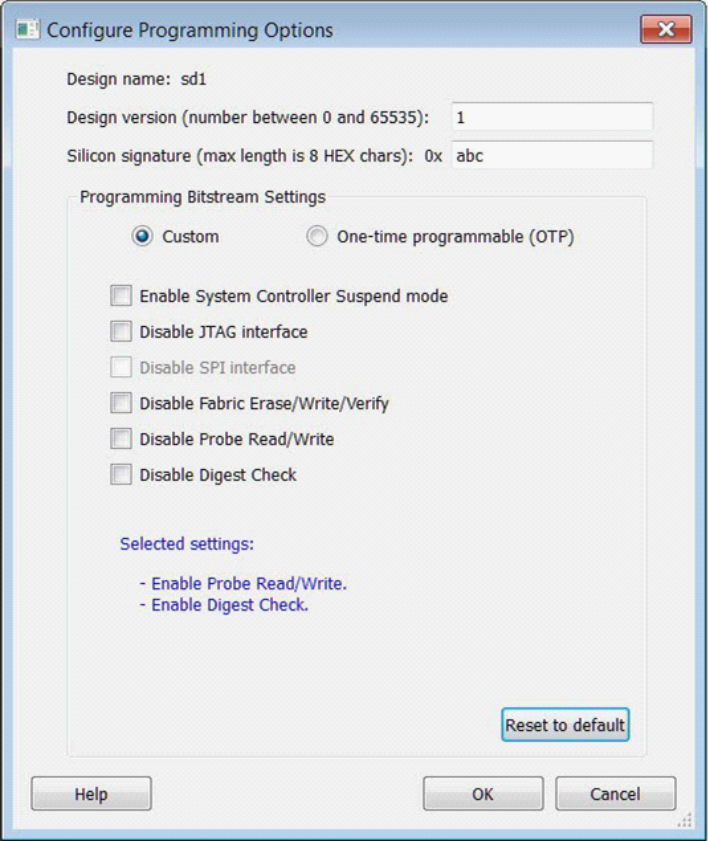 Configure Programming Options
Design name: sd1
Design version (number between 0 and 65535): 1
Silicon signature (max length is 8 HEX chars): 0x abc
Programming Bitstream Settings
Custom One-time programmable (OTP)
Enable System Controller Suspend mode
Disable JTAG interface
Disable SPI interface
Disable Fabric Erase/Write/Verify
Disable Probe Read/Write
Disable Digest Check
Selected settings:
- Enable Probe Read/Write.
- Enable Digest Check.
Reset to default
Help OK Cancel